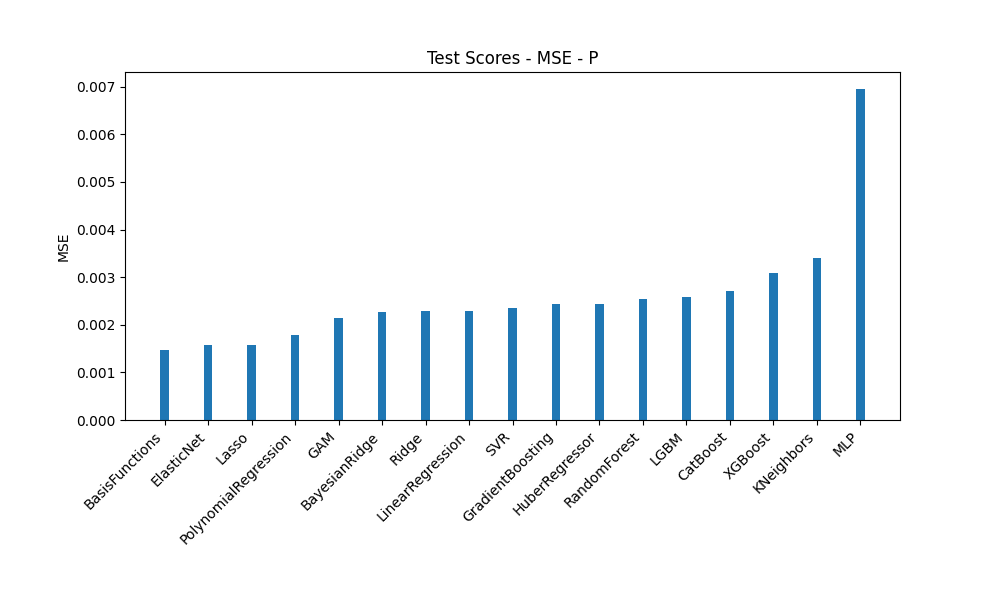 Test Scores - MSE - P
MSE
0.007
0.006
0.005
0.004
0.003
0.002
0.001
0.000
BasisFunctions
ElasticNet
Lasso
PolynomialRegression
GAM
BayesianRidge
Ridge
LinearRegression
SVR
GradientBoosting
HuberRegressor
RandomForest
LGBM
CatBoost
XGBoost
KNeighbors
MLP